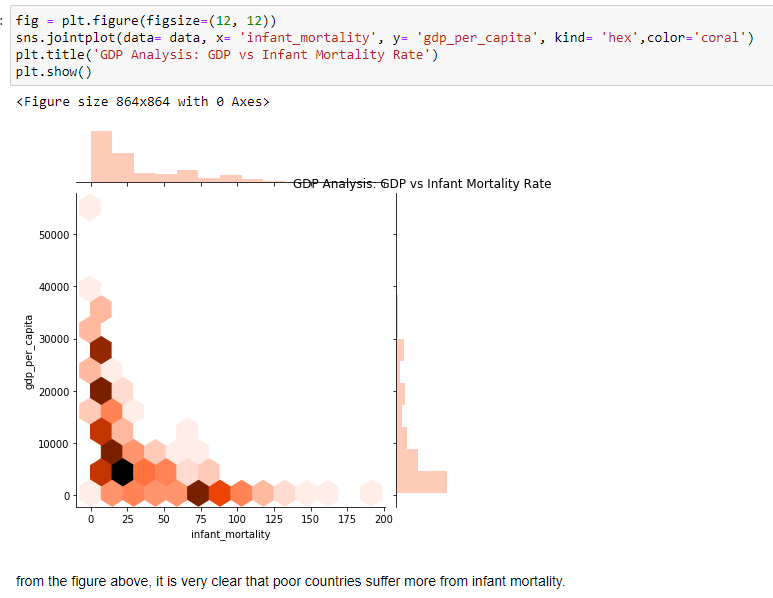 fig = plt.figure(figsize=(12, 12))
sns.jointplot(data= data, x= 'infant_mortality', y= 'gdp_per_capita', kind= 'hex',color='coral')
plt.title('GDP Analysis: GDP vs Infant Mortality Rate')
plt.show()
<Figure size 864x864 with 0 Axes>
GDP Analysis: GDP vs Infant Mortality Rate
50000
40000
30000
20000
10000
0
gdp_per_capita
0 25 50 75 100 125 150 175 200
infant_mortality
from the figure above, it is very clear that poor countries suffer more from infant mortality.